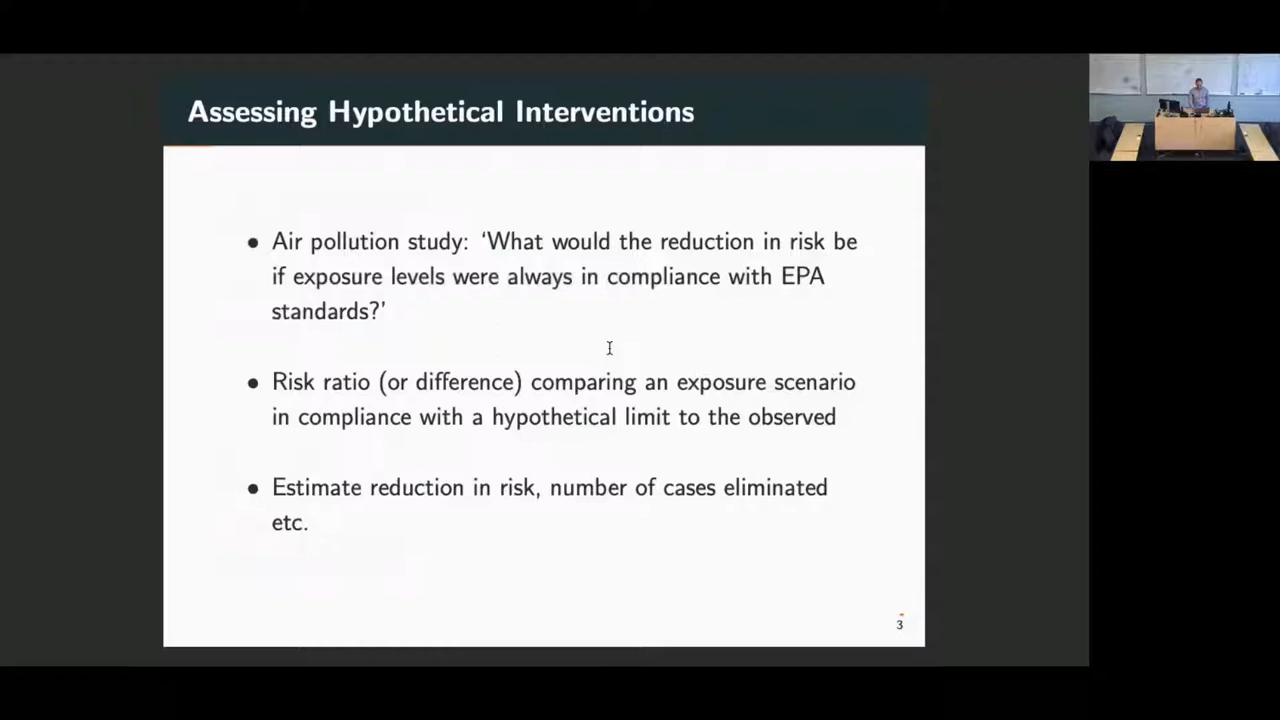 Assessing Hypothetical Interventions
• Air pollution study: ‘What would the reduction in risk be
if exposure levels were always in compliance with EPA
standards?’
• Risk ratio (or difference) comparing an exposure scenario
in compliance with a hypothetical limit to the observed
• Estimate reduction in risk, number of cases eliminated
etc.
3